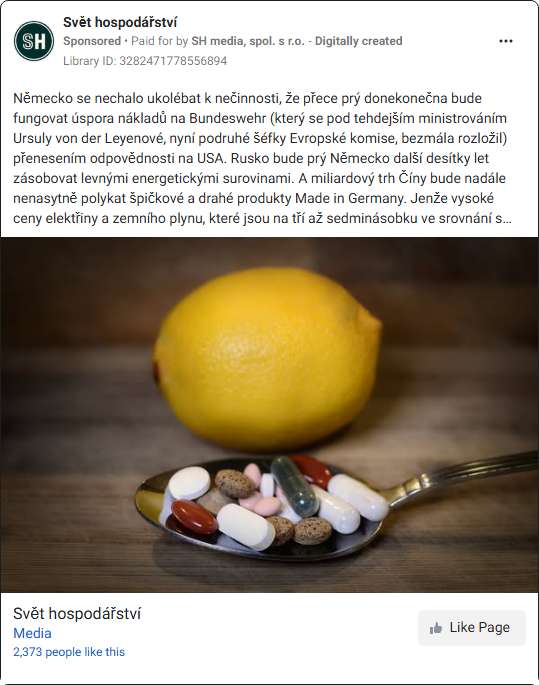 Svět hospodářství
SH
Sponsored • Paid for by SH media, spol. s r.o. - Digitally created
Library ID: 3282471778556894
Německo se nechalo ukolébat k nečinnosti, že přece prý donekonečna bude
fungovat úspora nákladů na Bundeswehr (který se pod tehdejším ministrováním
Ursuly von der Leyenové, nyní podruhé šéfky Evropské komise, bezmála rozložil)
přenesením odpovědnosti na USA. Rusko bude prý Německo další desítky let
zásobovat levnými energetickými surovinami. A miliardový trh Číny bude nadále
nenasytně polykat špičkové a drahé produkty Made in Germany. Jenže vysoké
ceny elektřiny a zemního plynu, které jsou na tří až sedminásobku ve srovnání s...
Svět hospodářství
Media
2,373 people like this
Like Page